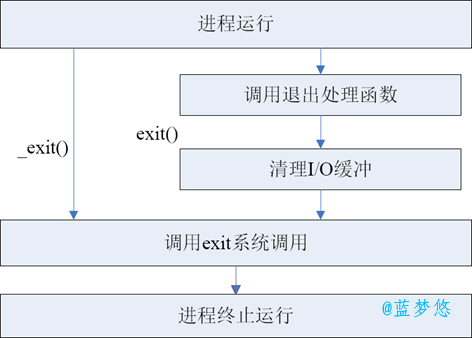 进程运行
调用退出处理函数
exit()
_exit()
清理I/O缓冲
调用exit系统调用
进程终止运行
@蓝梦悠